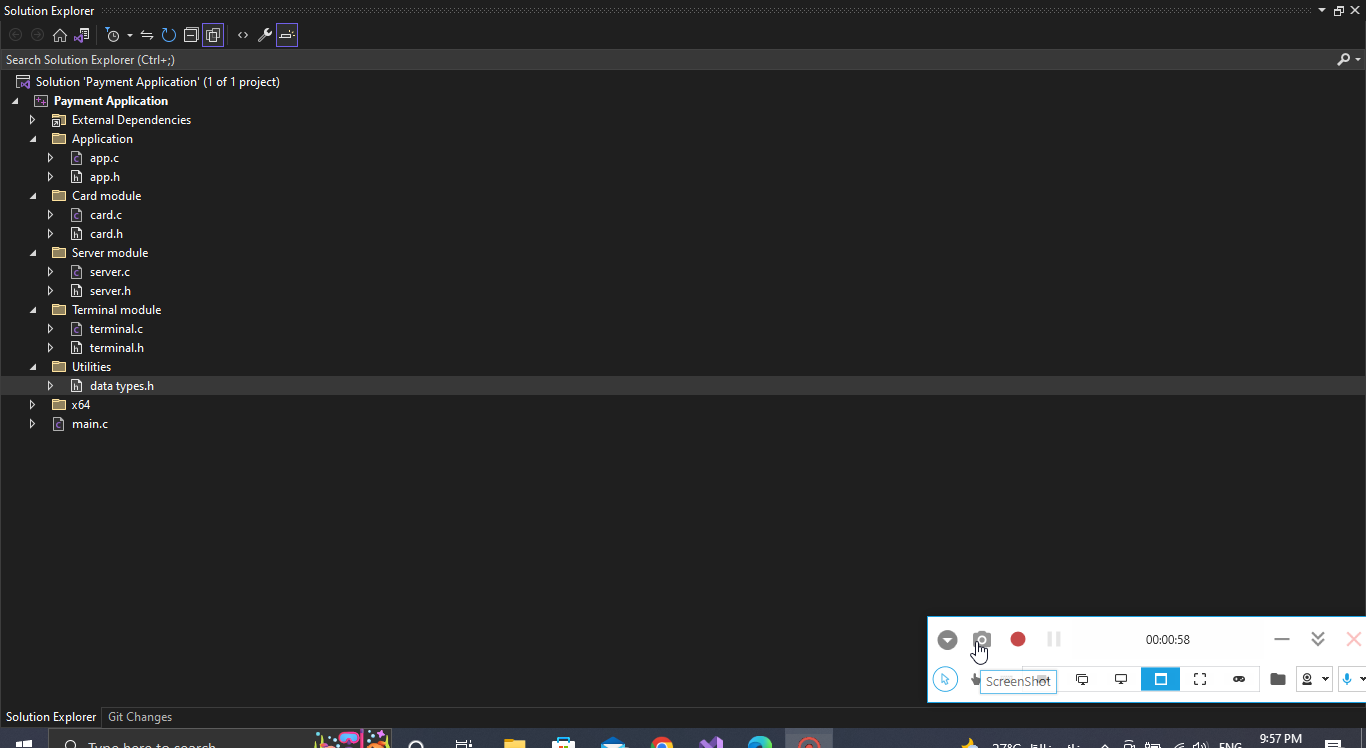 Solution Explorer
Search Solution Explorer (Ctrl+;)
Solution 'Payment Application' (1 of 1 project)
Payment Application
External Dependencies
Application
app.c
app.h
Card module
card.c
card.h
Server module
server.c
server.h
Terminal module
terminal.c
terminal.h
Utilities
data types.h
x64
main.c
00:00:58
ScreenShot
Solution Explorer
Git Changes
Type here to search
27°C
ENG
9:57 PM